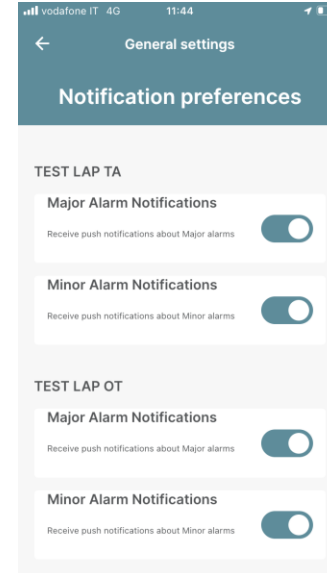 vodafone IT 4G 11:44
General settings
Notification preferences
TEST LAP TA
Major Alarm Notifications
Receive push notifications about Major alarms
Minor Alarm Notifications
Receive push notifications about Minor alarms
TEST LAP OT
Major Alarm Notifications
Receive push notifications about Major alarms
Minor Alarm Notifications
Receive push notifications about Minor alarms